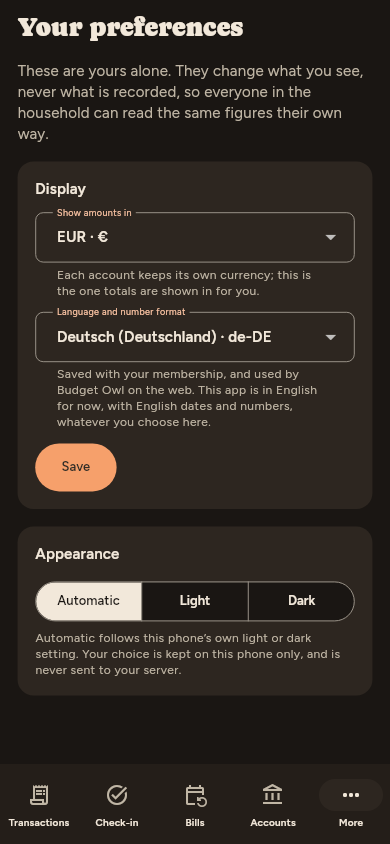 Your preferences
These are yours alone. They change what you see,
never what is recorded, so everyone in the
household can read the same figures their own
way.
Display
Show amounts in
EUR · €
Each account keeps its own currency; this is
the one totals are shown in for you.
Language and number format
Deutsch (Deutschland) · de-DE
Saved with your membership, and used by
Budget Owl on the web. This app is in English
for now, with English dates and numbers,
whatever you choose here.
Save
Appearance
Automatic Light Dark
Automatic follows this phone's own light or dark
setting. Your choice is kept on this phone only, and is
never sent to your server.
Transactions Check-in Bills Accounts More